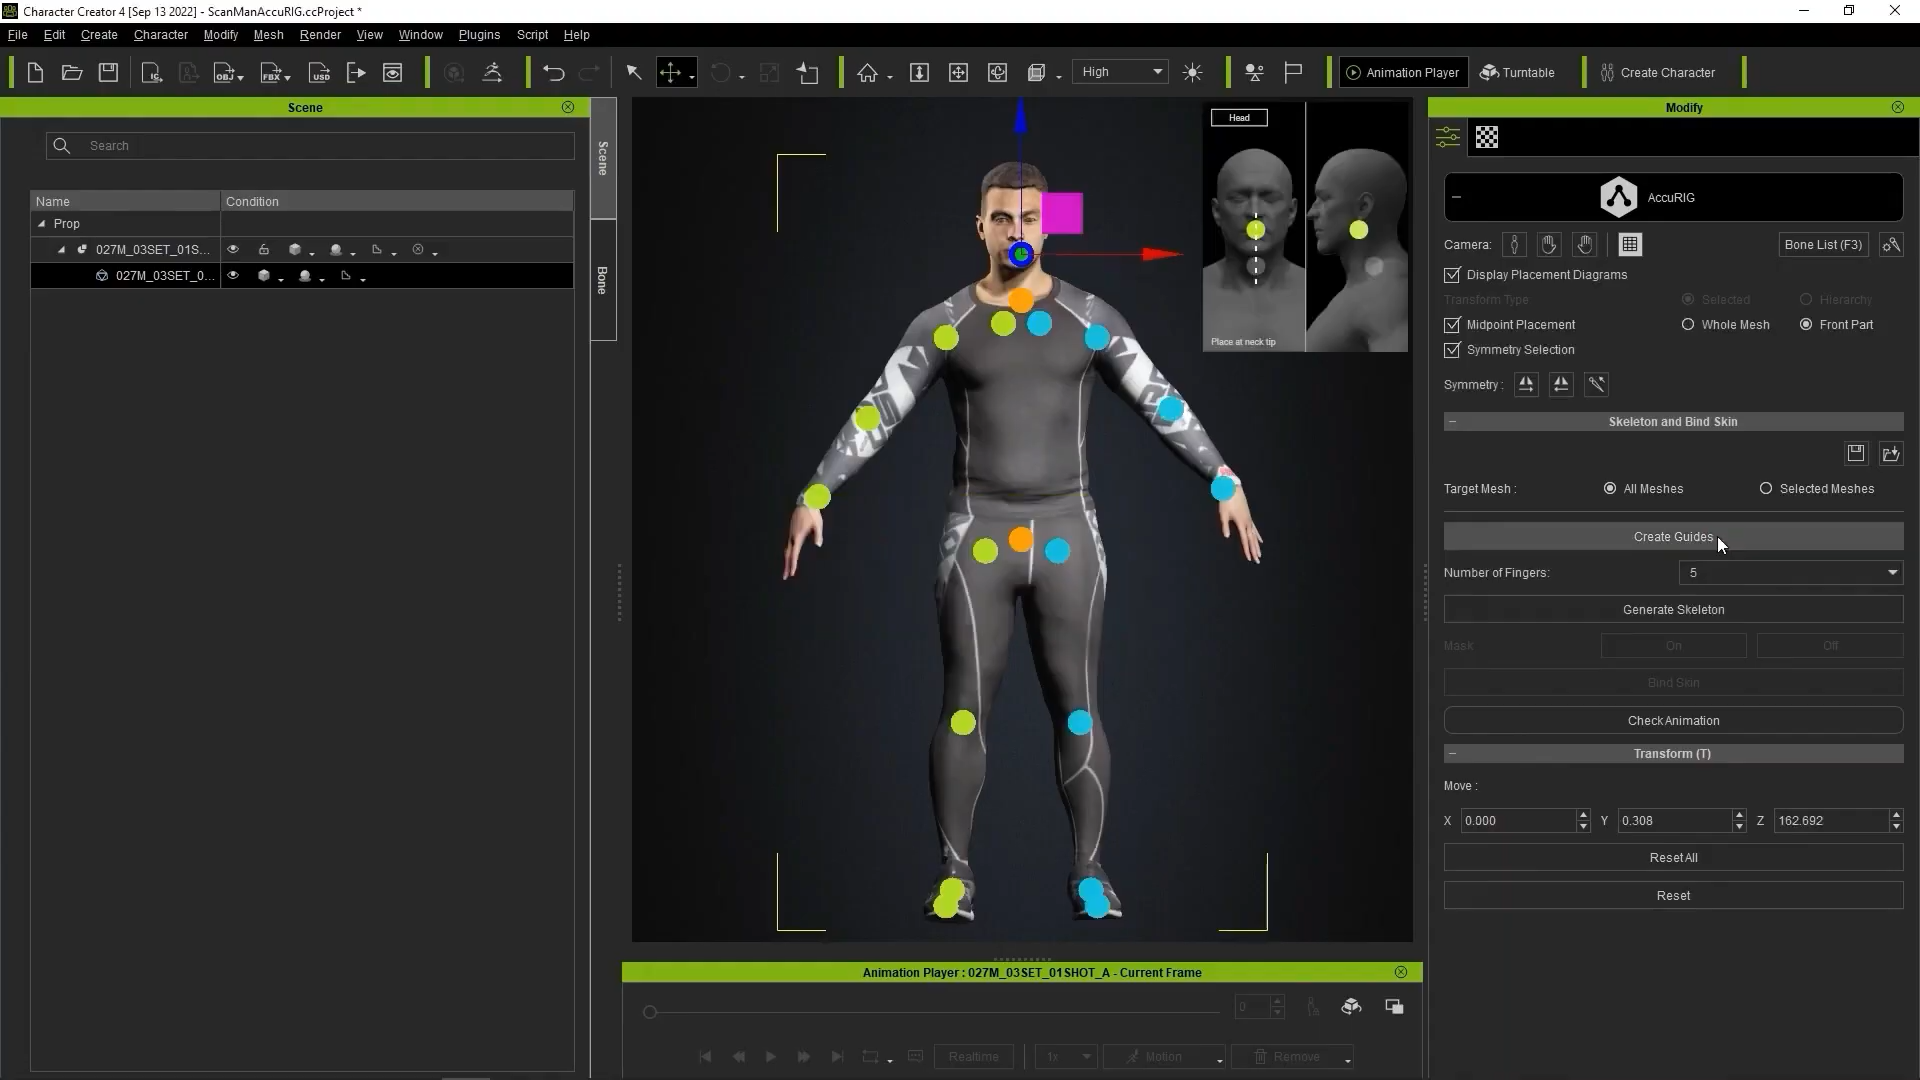 Character Creator 4 [Sep 13 2022] - ScanManAccuRIG.ccProject *
File Edit Create Character Modify Mesh Render View Window Plugins Script Help
OBJ FBX USD High Animation Player Turntable Create Character
Scene
Search
Name Condition
Prop
027M_03SET_01S...
027M_03SET_0...
Scene
Bone
Head
Place at neck tip
Modify
AccuRIG
Camera: Bone List (F3)
Display Placement Diagrams
Transform Type Selected Hierarchy
Midpoint Placement Whole Mesh Front Part
Symmetry Selection
Symmetry :
Skeleton and Bind Skin
Target Mesh : All Meshes Selected Meshes
Create Guides
Number of Fingers: 5
Generate Skeleton
Mask On Off
Bind Skin
Check Animation
Transform (T)
Move :
X 0.000 Y 0.308 Z 162.692
Reset All
Reset
Animation Player : 027M_03SET_01SHOT_A - Current Frame
0
Realtime 1x Motion Remove